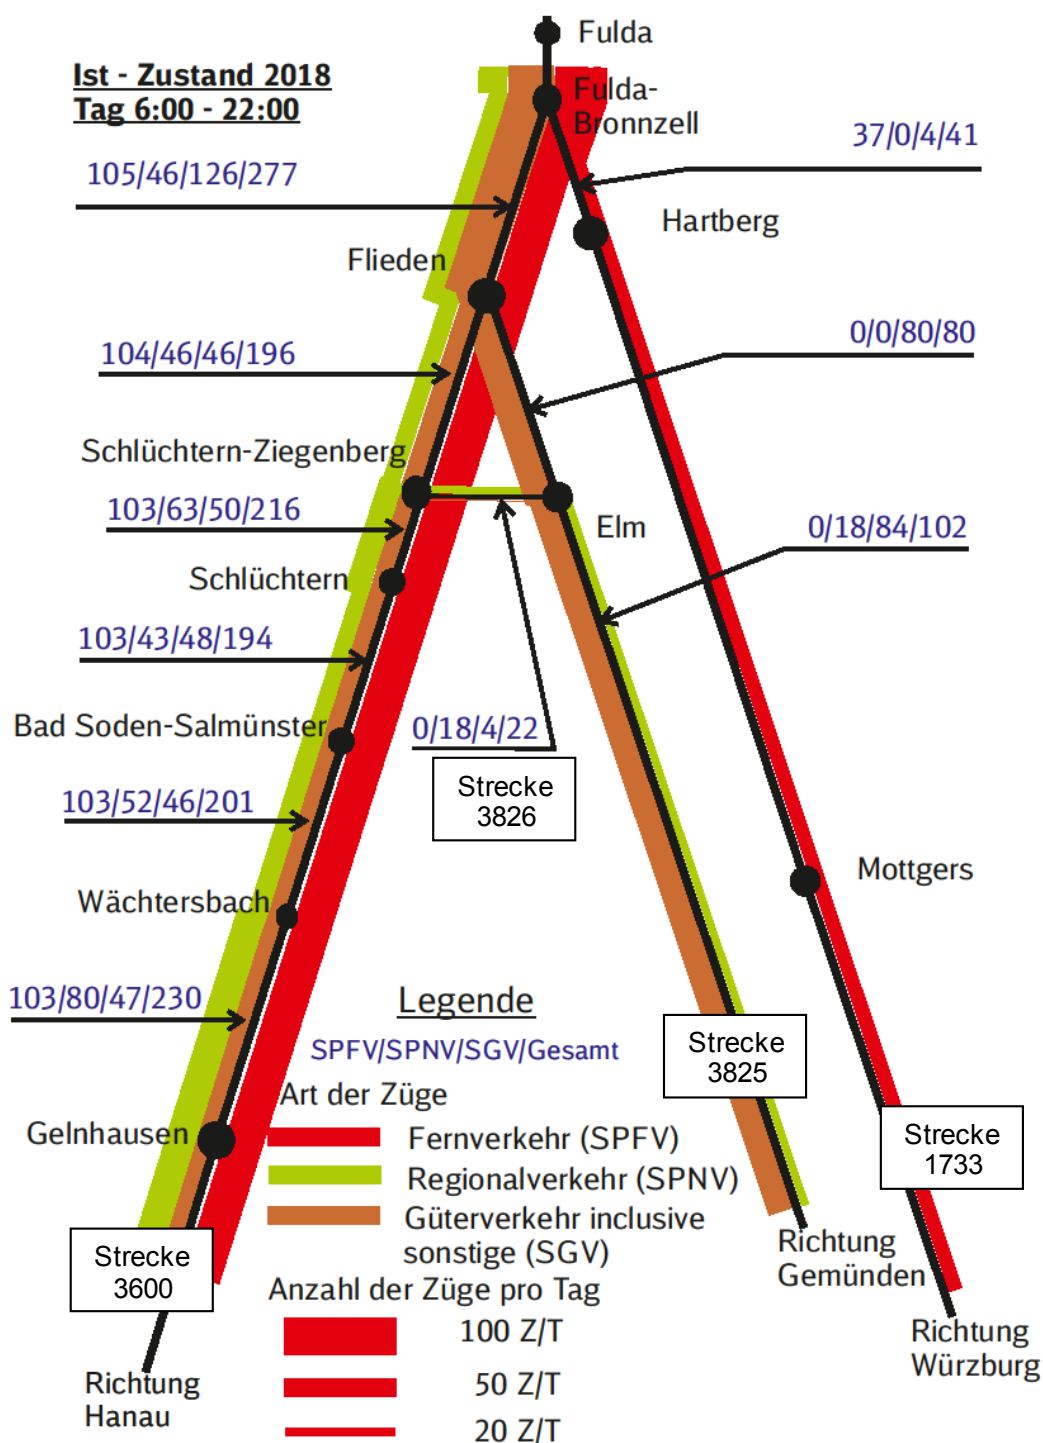 Fulda
Ist - Zustand 2018
Tag 6:00 - 22:00
Fulda-
Bronnzell
37/0/4/41
105/46/126/277
Hartberg
Flieden
0/0/80/80
104/46/46/196
Schlüchtern-Ziegenberg
103/63/50/216
Elm
0/18/84/102
Schlüchtern
103/43/48/194
Bad Soden-Salmünster
0/18/4/22
Strecke
3826
103/52/46/201
Mottgers
Wächtersbach
103/80/47/230
Legende
SPFV/SPNV/SGV/Gesamt
Strecke
3825
Art der Züge
Gelnhausen
Fernverkehr (SPFV)
Strecke
1733
Regionalverkehr (SPNV)
Güterverkehr inclusive
sonstige (SGV)
Strecke
3600
Richtung
Gemünden
Anzahl der Züge pro Tag
100 Z/T
Richtung
Würzburg
50 Z/T
Richtung
Hanau
20 Z/T